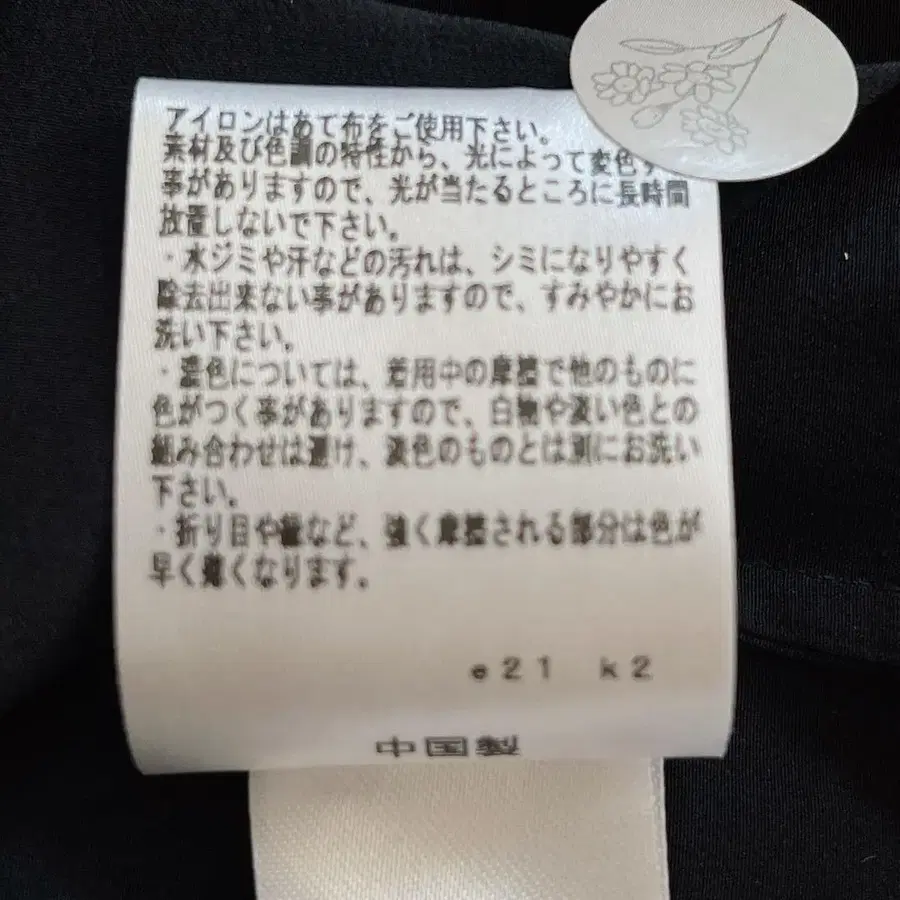 アイロンはあて布をご使用下さい。
素材及び色調の特性から、光によって変色す
事がありますので、光が当たるところに長時間
放置しないで下さい。
・水ジミや汗などの汚れは、シミになりやすく
除去出来ない事がありますので、すみやかにお
洗い下さい。
・濃色については、着用中の摩擦で他のものに
色がつく事がありますので、白物や淡い色との
組み合わせは避け、淡色のものとは別にお洗い
下さい。
・折り目や縫など、強く摩擦される部分は色が
早く薄くなります。
e21 k2
中国製